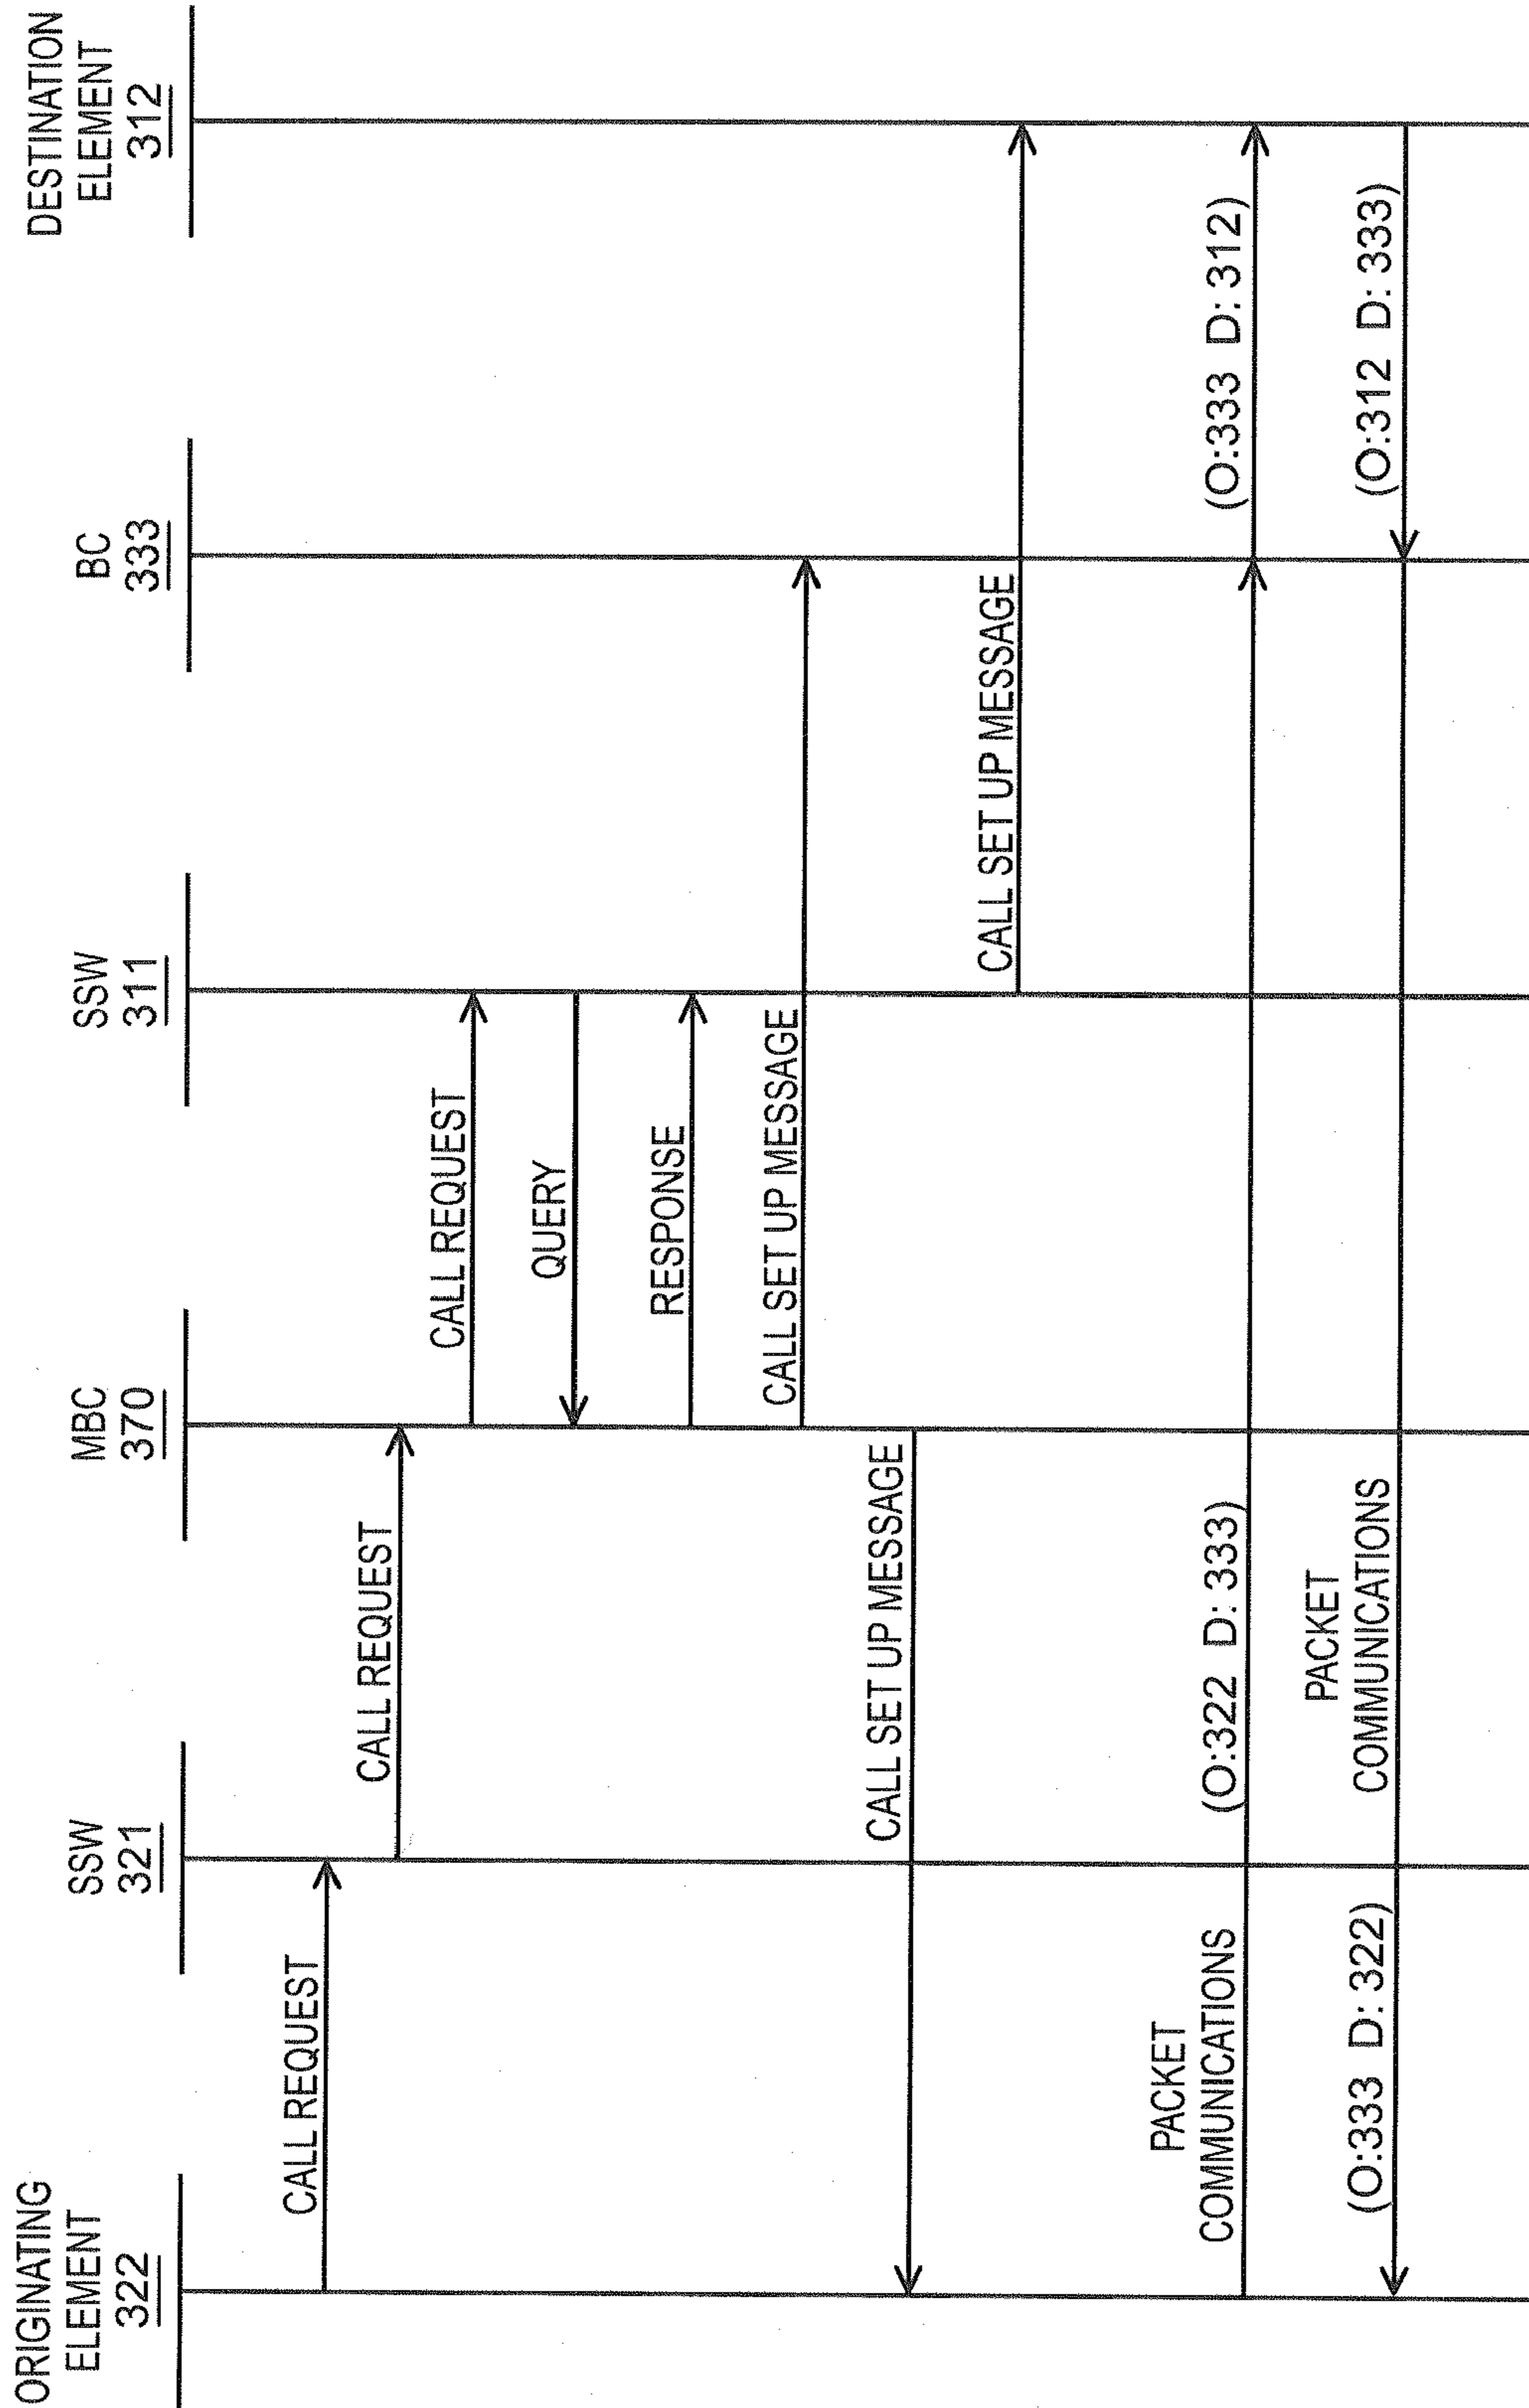 ORIGINATING
ELEMENT
322
SSW
321
MBC
370
SSW
311
BC
333
DESTINATION
ELEMENT
312
CALL REQUEST
CALL REQUEST
CALL REQUEST
QUERY
RESPONSE
CALL SET UP MESSAGE
CALL SET UP MESSAGE
CALL SET UP MESSAGE
PACKET
COMMUNICATIONS
(O:322 D: 333)
(O:333 D: 312)
(O:333 D: 322)
PACKET
COMMUNICATIONS
(O:312 D: 333)